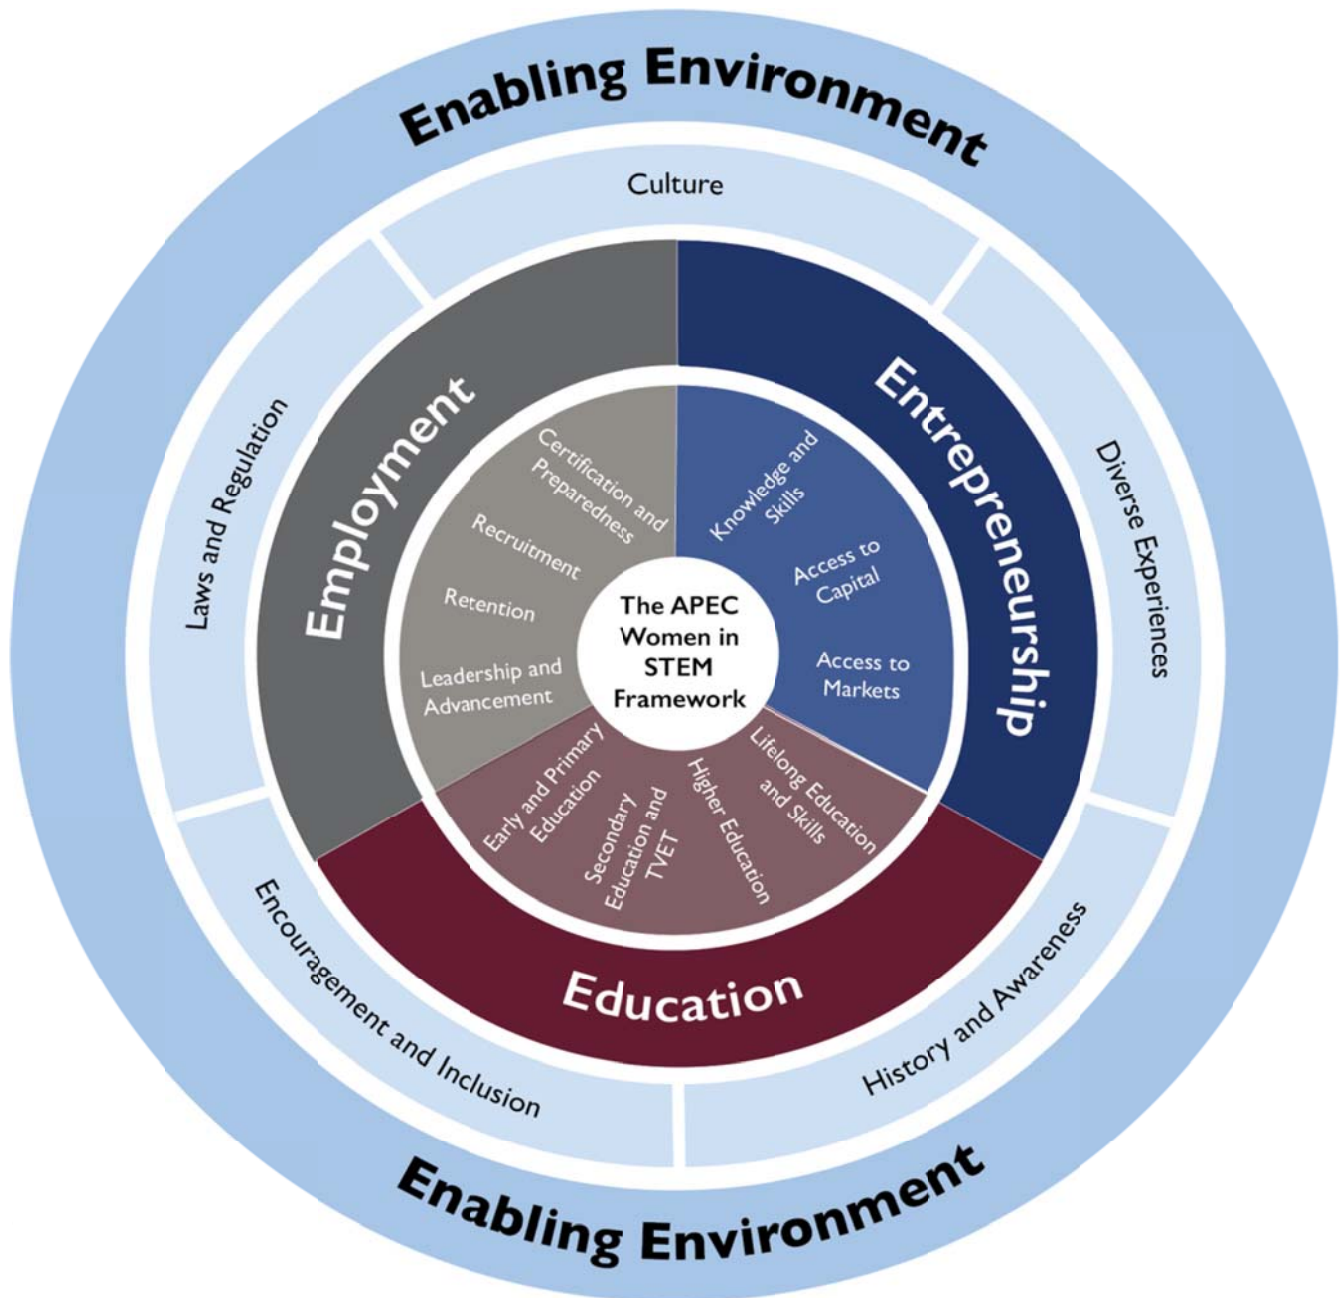 Enabling Environment
Culture
Laws and Regulation
Diverse Experiences
Employment
Entrepreneurship
Certification and
Preparedness
Recruitment
Retention
Leadership and
Advancement
Knowledge and
Skills
Access to
Capital
Access to
Markets
The APEC
Women in
STEM
Framework
Early and Primary
Education
Secondary
Education and
TVET
Higher Education
Lifelong Education
and Skills
Education
Encouragement and Inclusion
History and Awareness
Enabling Environment